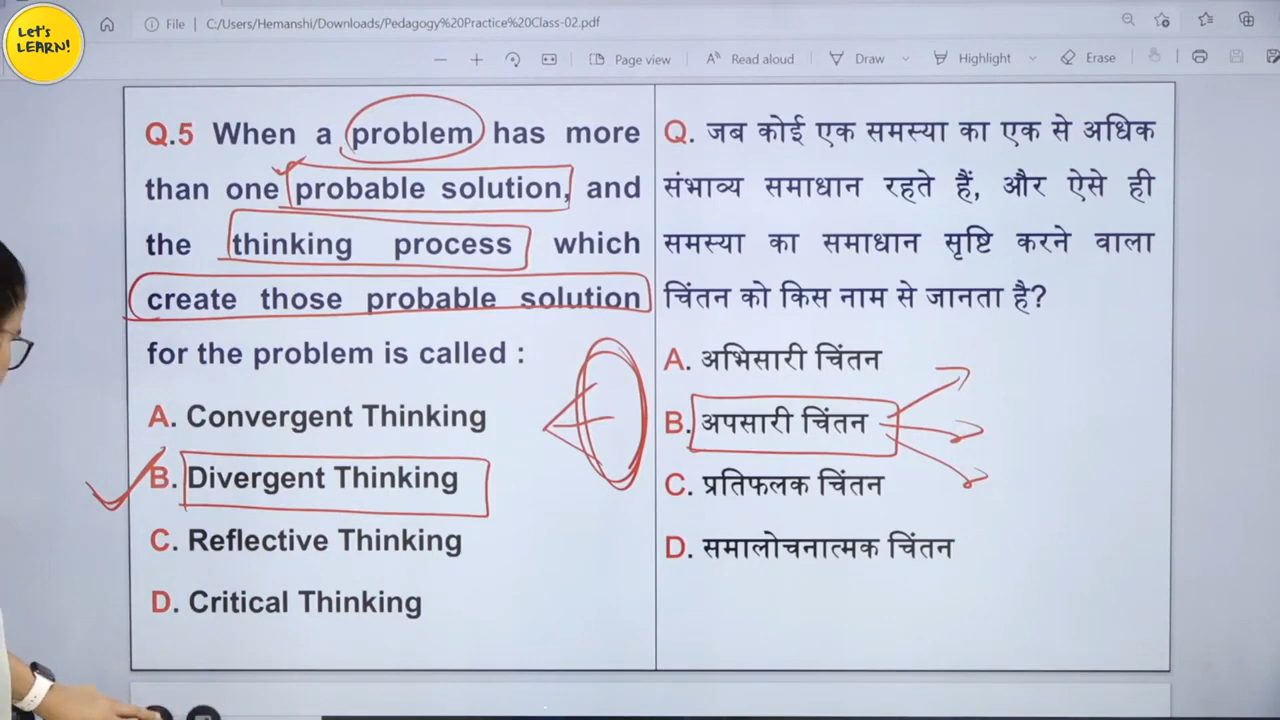 Let's
LEARN!
File
C:/Users/Hemanshi/Downloads/Pedagogy%20Practice%20Class-02.pdf
Page view
Read aloud
Draw
Highlight
Erase
Q.5 When a problem has more
than one probable solution, and
the thinking process which
create those probable solution
for the problem is called :
A. Convergent Thinking
B. Divergent Thinking
C. Reflective Thinking
D. Critical Thinking
Q. जब कोई एक समस्या का एक से अधिक
संभाव्य समाधान रहते हैं, और ऐसे ही
समस्या का समाधान सृष्टि करने वाला
चिंतन को किस नाम से जानता है?
A. अभिसारी चिंतन
B. अपसारी चिंतन
C. प्रतिफलक चिंतन
D. समालोचनात्मक चिंतन